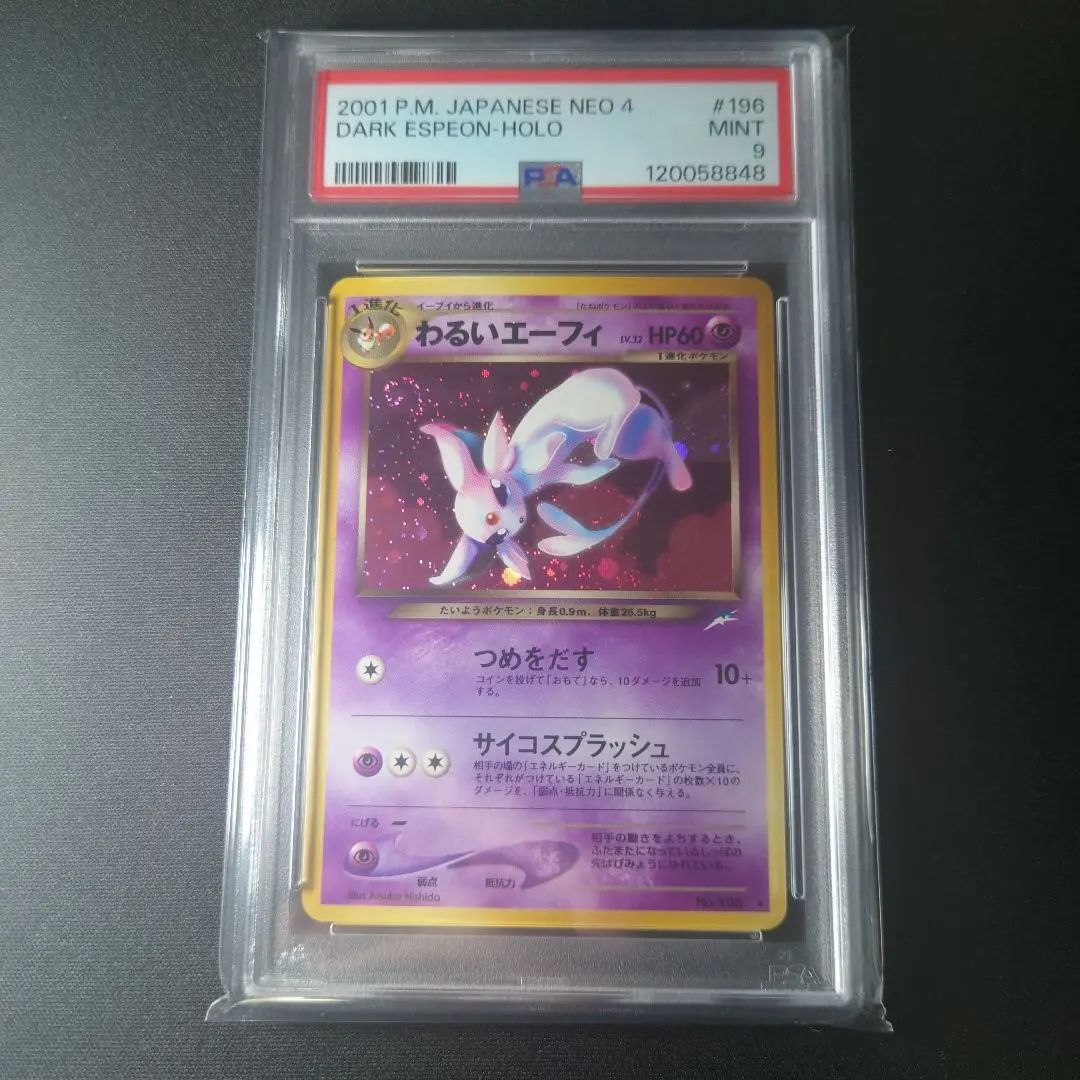 2001 P.M. JAPANESE NEO 4 #196
DARK ESPEON-HOLO MINT
9
PSA 120058848
1進化 イーブイから進化
わるいエーフィ LV.32 HP60
1進化ポケモン
たいようポケモン：身長0.9m、体重26.5kg
つめをだす 10+
コインを投げて「おもて」なら、10ダメージを追加
する。
サイコスプラッシュ
相手の場の「エネルギーカード」をつけているポケモン全員に、
それぞれがつけている「エネルギーカード」の枚数×10の
ダメージを、「弱点・抵抗力」に関係なく与える。
にげる
相手の動きをよちするとき、
ふたまたになっているしっぽの
先はびみょうにゆれている。
弱点 抵抗力
Illus. Atsuko Nishida No. 196
PSA